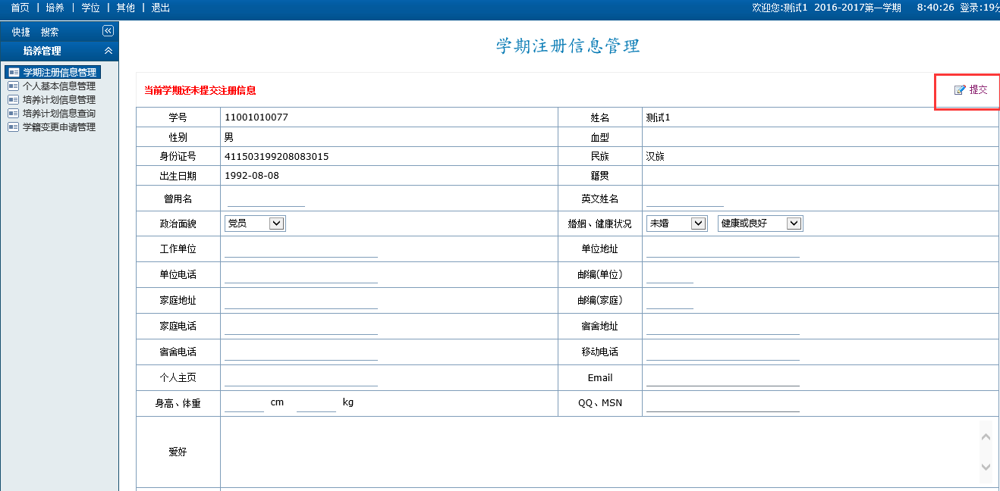 首页 | 培养 | 学位 | 其他 | 退出 欢迎您:测试1 2016-2017第一学期 8:40:26 登录:19分
快捷 搜索
培养管理
学期注册信息管理
个人基本信息管理
培养计划信息管理
培养计划信息查询
学籍变更申请管理
学期注册信息管理
当前学期还未提交注册信息 提交
学号 11001010077 姓名 测试1
性别 男 血型
身份证号 411503199208083015 民族 汉族
出生日期 1992-08-08 籍贯
曾用名 英文姓名
政治面貌 党员 婚姻、健康状况 未婚 健康或良好
工作单位 单位地址
单位电话 邮编(单位)
家庭地址 邮编(家庭)
家庭电话 宿舍地址
宿舍电话 移动电话
个人主页 Email
身高、体重 cm kg QQ、MSN
爱好